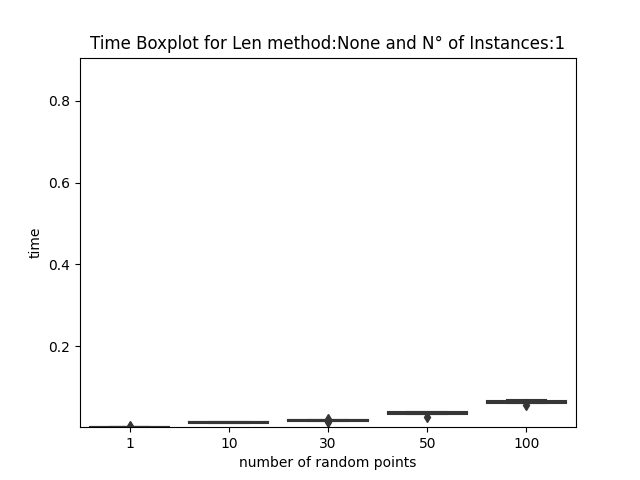 Time Boxplot for Len method:None and N° of Instances:1
0.8
0.6
0.4
0.2
time
1 10 30 50 100
number of random points